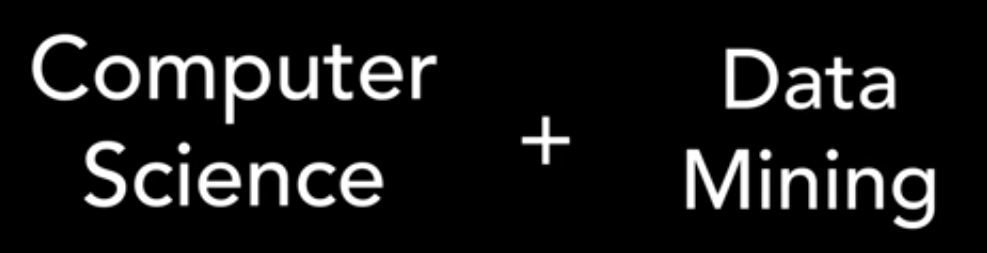 Computer
Science
+
Data
Mining